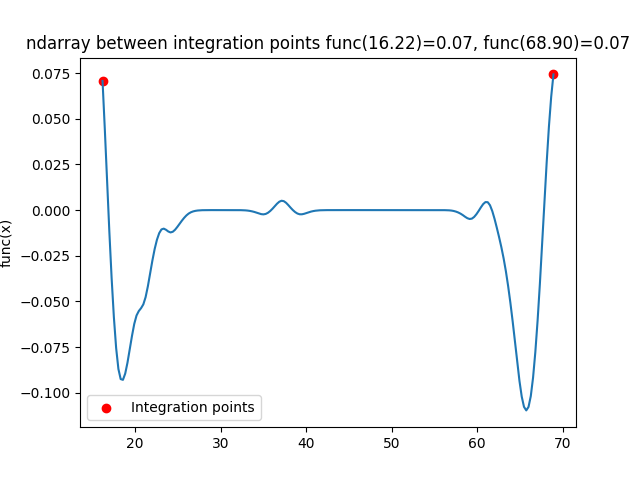 ndarray between integration points func(16.22)=0.07, func(68.90)=0.07
0.075
0.050
0.025
0.000
−0.025
−0.050
−0.075
−0.100
func(x)
Integration points
20 30 40 50 60 70